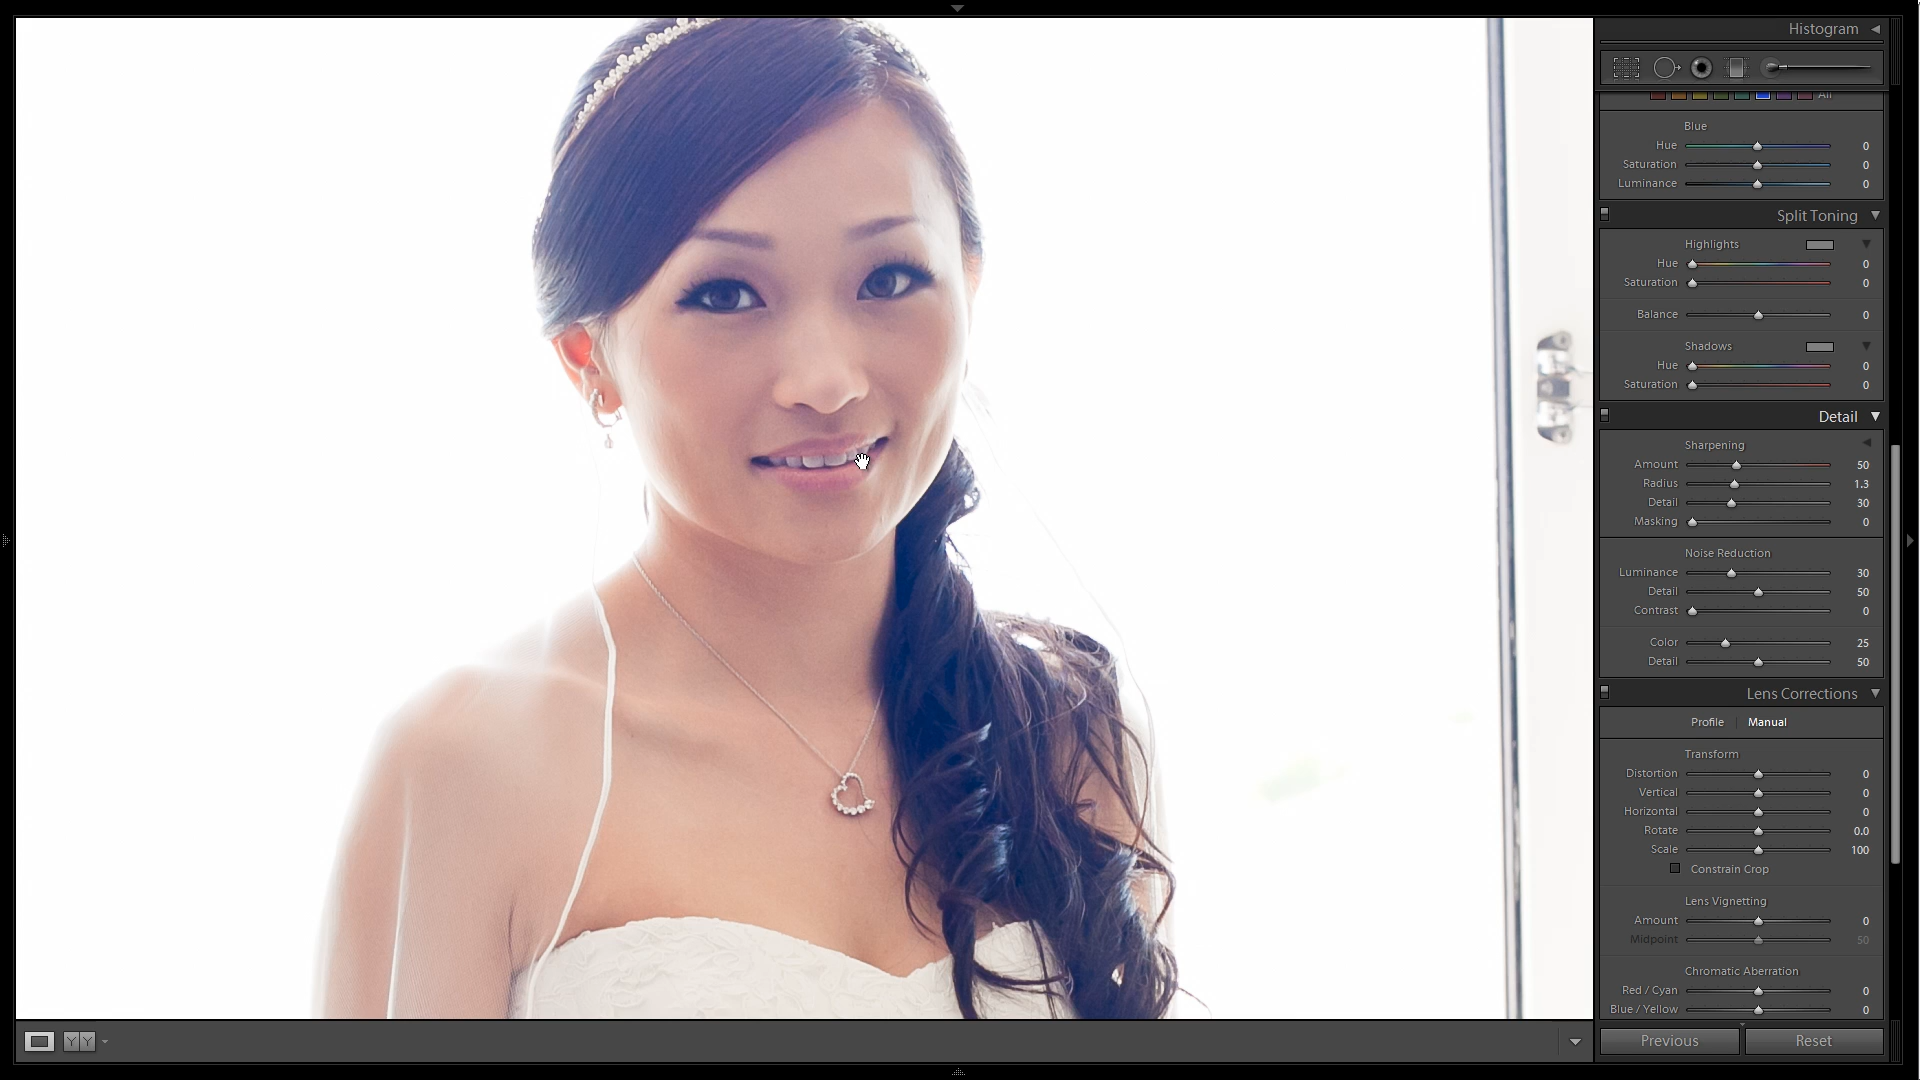 Histogram
All
Blue
Hue 0
Saturation 0
Luminance 0
Split Toning
Highlights
Hue 0
Saturation 0
Balance 0
Shadows
Hue 0
Saturation 0
Detail
Sharpening
Amount 50
Radius 1.3
Detail 30
Masking 0
Noise Reduction
Luminance 30
Detail 50
Contrast 0
Color 25
Detail 50
Lens Corrections
Profile | Manual
Transform
Distortion 0
Vertical 0
Horizontal 0
Rotate 0.0
Scale 100
Constrain Crop
Lens Vignetting
Amount 0
Midpoint 50
Chromatic Aberration
Red / Cyan 0
Blue / Yellow 0
Y Y
Previous Reset